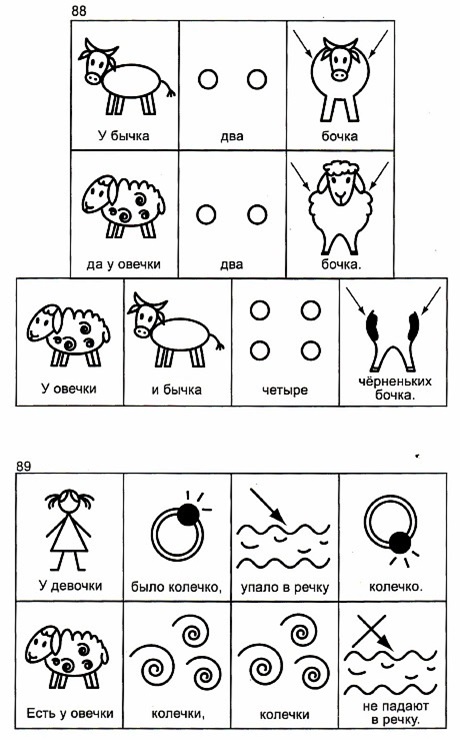 88
У бычка два бочка
да у овечки два бочка.
У овечки и бычка четыре чёрненьких
бочка.
89
У девочки было колечко, упало в речку колечко.
Есть у овечки колечки, колечки не падают
в речку.